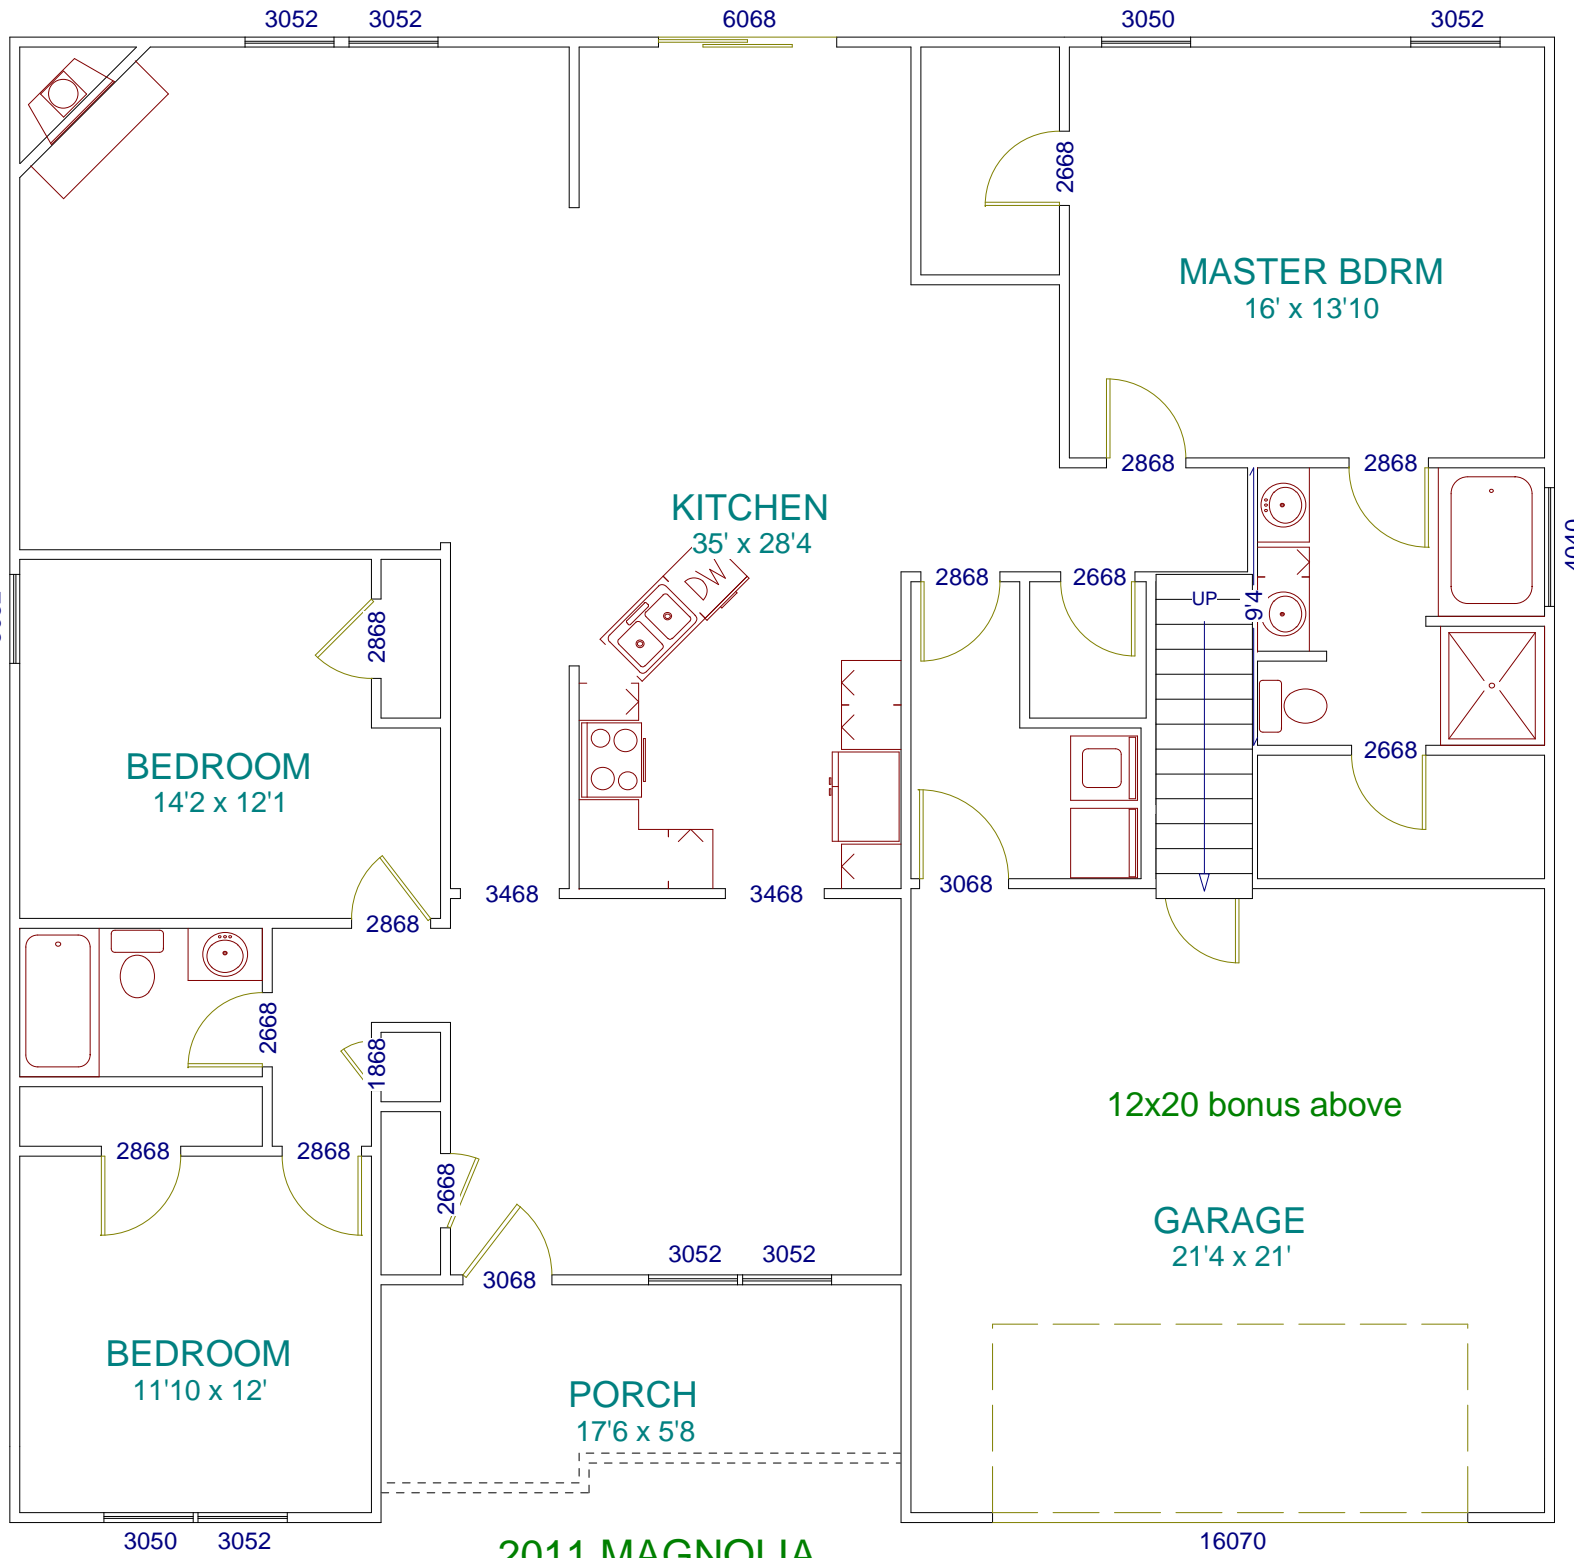 3052 3052 6068 3050 3052
2668
MASTER BDRM
16' x 13'10
2868 2868
KITCHEN
35' x 28'4
4040
DW
2868 2668
UP
9'4
2868
2668
BEDROOM
14'2 x 12'1
3468 3468 3068
2868
2668
1868
12x20 bonus above
2868 2868
2668
GARAGE
21'4 x 21'
3052 3052
3068
BEDROOM
11'10 x 12'
PORCH
17'6 x 5'8
3050 3052 16070
2011 MAGNOLIA